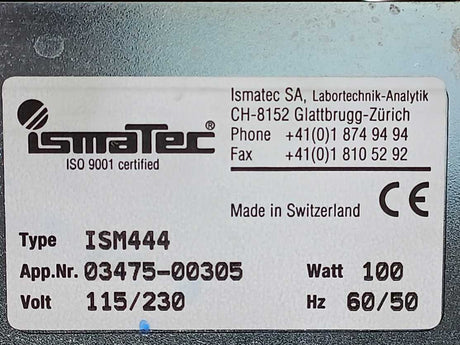 ismatec®
ISO 9001 certified
Ismatec SA, Labortechnik-Analytik
CH-8152 Glattbrugg-Zürich
Phone +41(0)1 874 94 94
Fax +41(0)1 810 52 92
Made in Switzerland CE
Type ISM444
App.Nr. 03475-00305 Watt 100
Volt 115/230 Hz 60/50